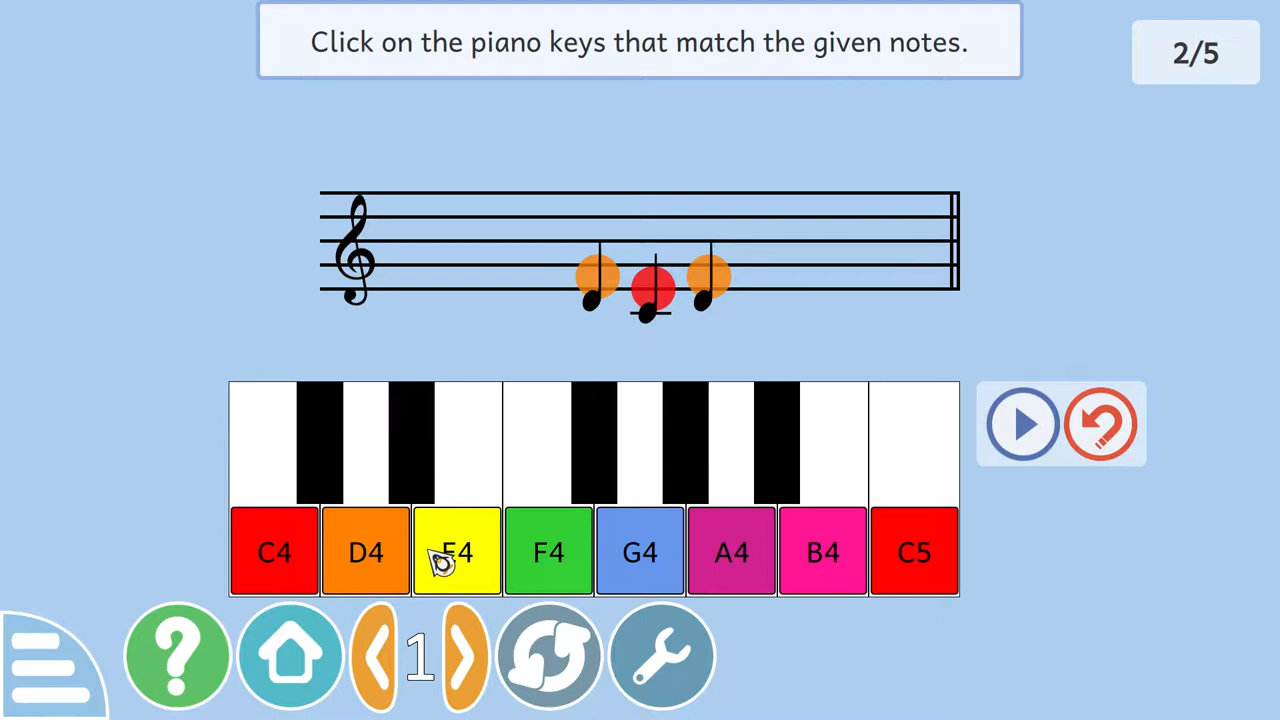 Click on the piano keys that match the given notes.
2/5
C4 D4 E4 F4 G4 A4 B4 C5
? 1